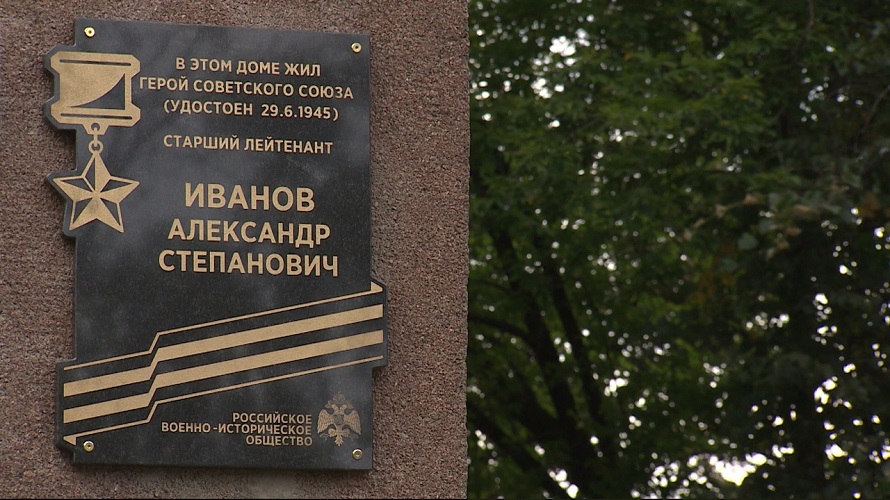 В ЭТОМ ДОМЕ ЖИЛ
ГЕРОЙ СОВЕТСКОГО СОЮЗА
(УДОСТОЕН 29.6.1945)
СТАРШИЙ ЛЕЙТЕНАНТ
ИВАНОВ
АЛЕКСАНДР
СТЕПАНОВИЧ
РОССИЙСКОЕ
ВОЕННО-ИСТОРИЧЕСКОЕ
ОБЩЕСТВО